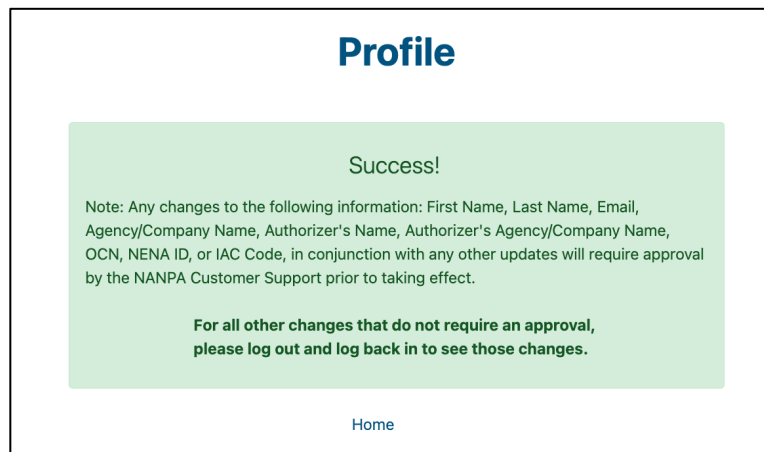 Profile
Success!
Note: Any changes to the following information: First Name, Last Name, Email,
Agency/Company Name, Authorizer's Name, Authorizer's Agency/Company Name,
OCN, NENA ID, or IAC Code, in conjunction with any other updates will require approval
by the NANPA Customer Support prior to taking effect.
For all other changes that do not require an approval,
please log out and log back in to see those changes.
Home